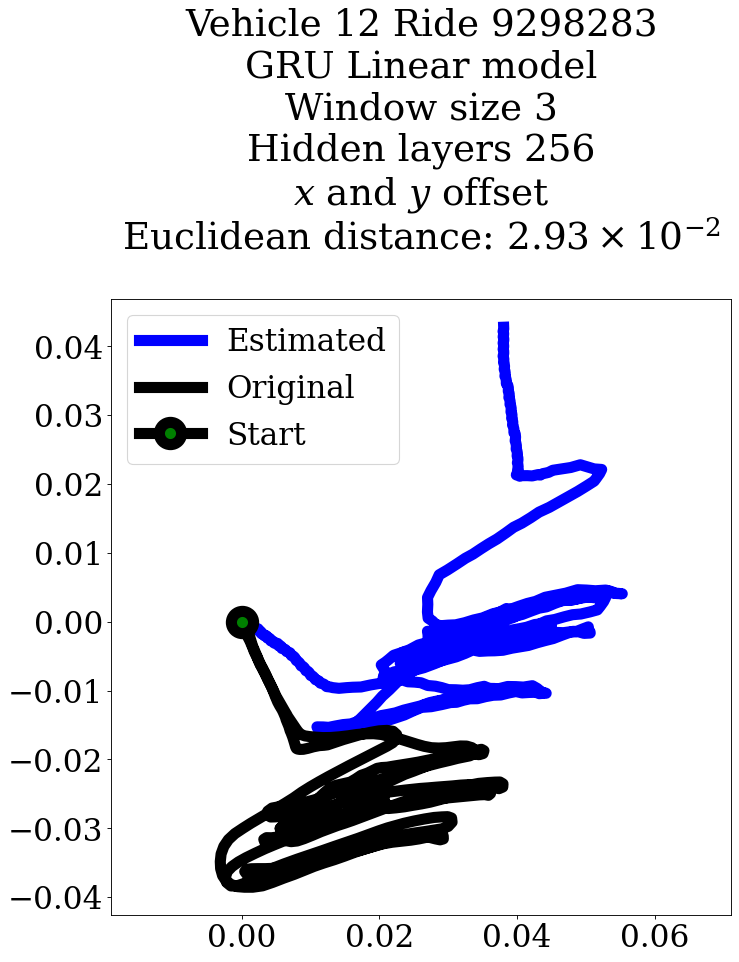 Vehicle 12 Ride 9298283
GRU Linear model
Window size 3
Hidden layers 256
x and y offset
Euclidean distance: 2.93 × 10⁻²
Estimated
Original
Start
0.04
0.03
0.02
0.01
0.00
−0.01
−0.02
−0.03
−0.04
0.00 0.02 0.04 0.06